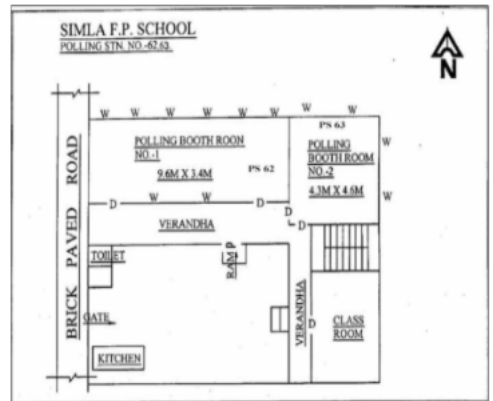 SIMLA F.P. SCHOOL
POLLING STN. NO.-62.63
N
W W W W W W W W
PS 63
POLLING BOOTH ROON
NO.-1
PS 62
9.6M X 3.4M
POLLING
BOOTH ROOM
NO.-2
4.3M X 4.6M
W
W
D W W D D
D
VERANDHA
BRICK PAVED ROAD
TOILET
RAMP
GATE
VERANDHA
D
CLASS
ROOM
KITCHEN